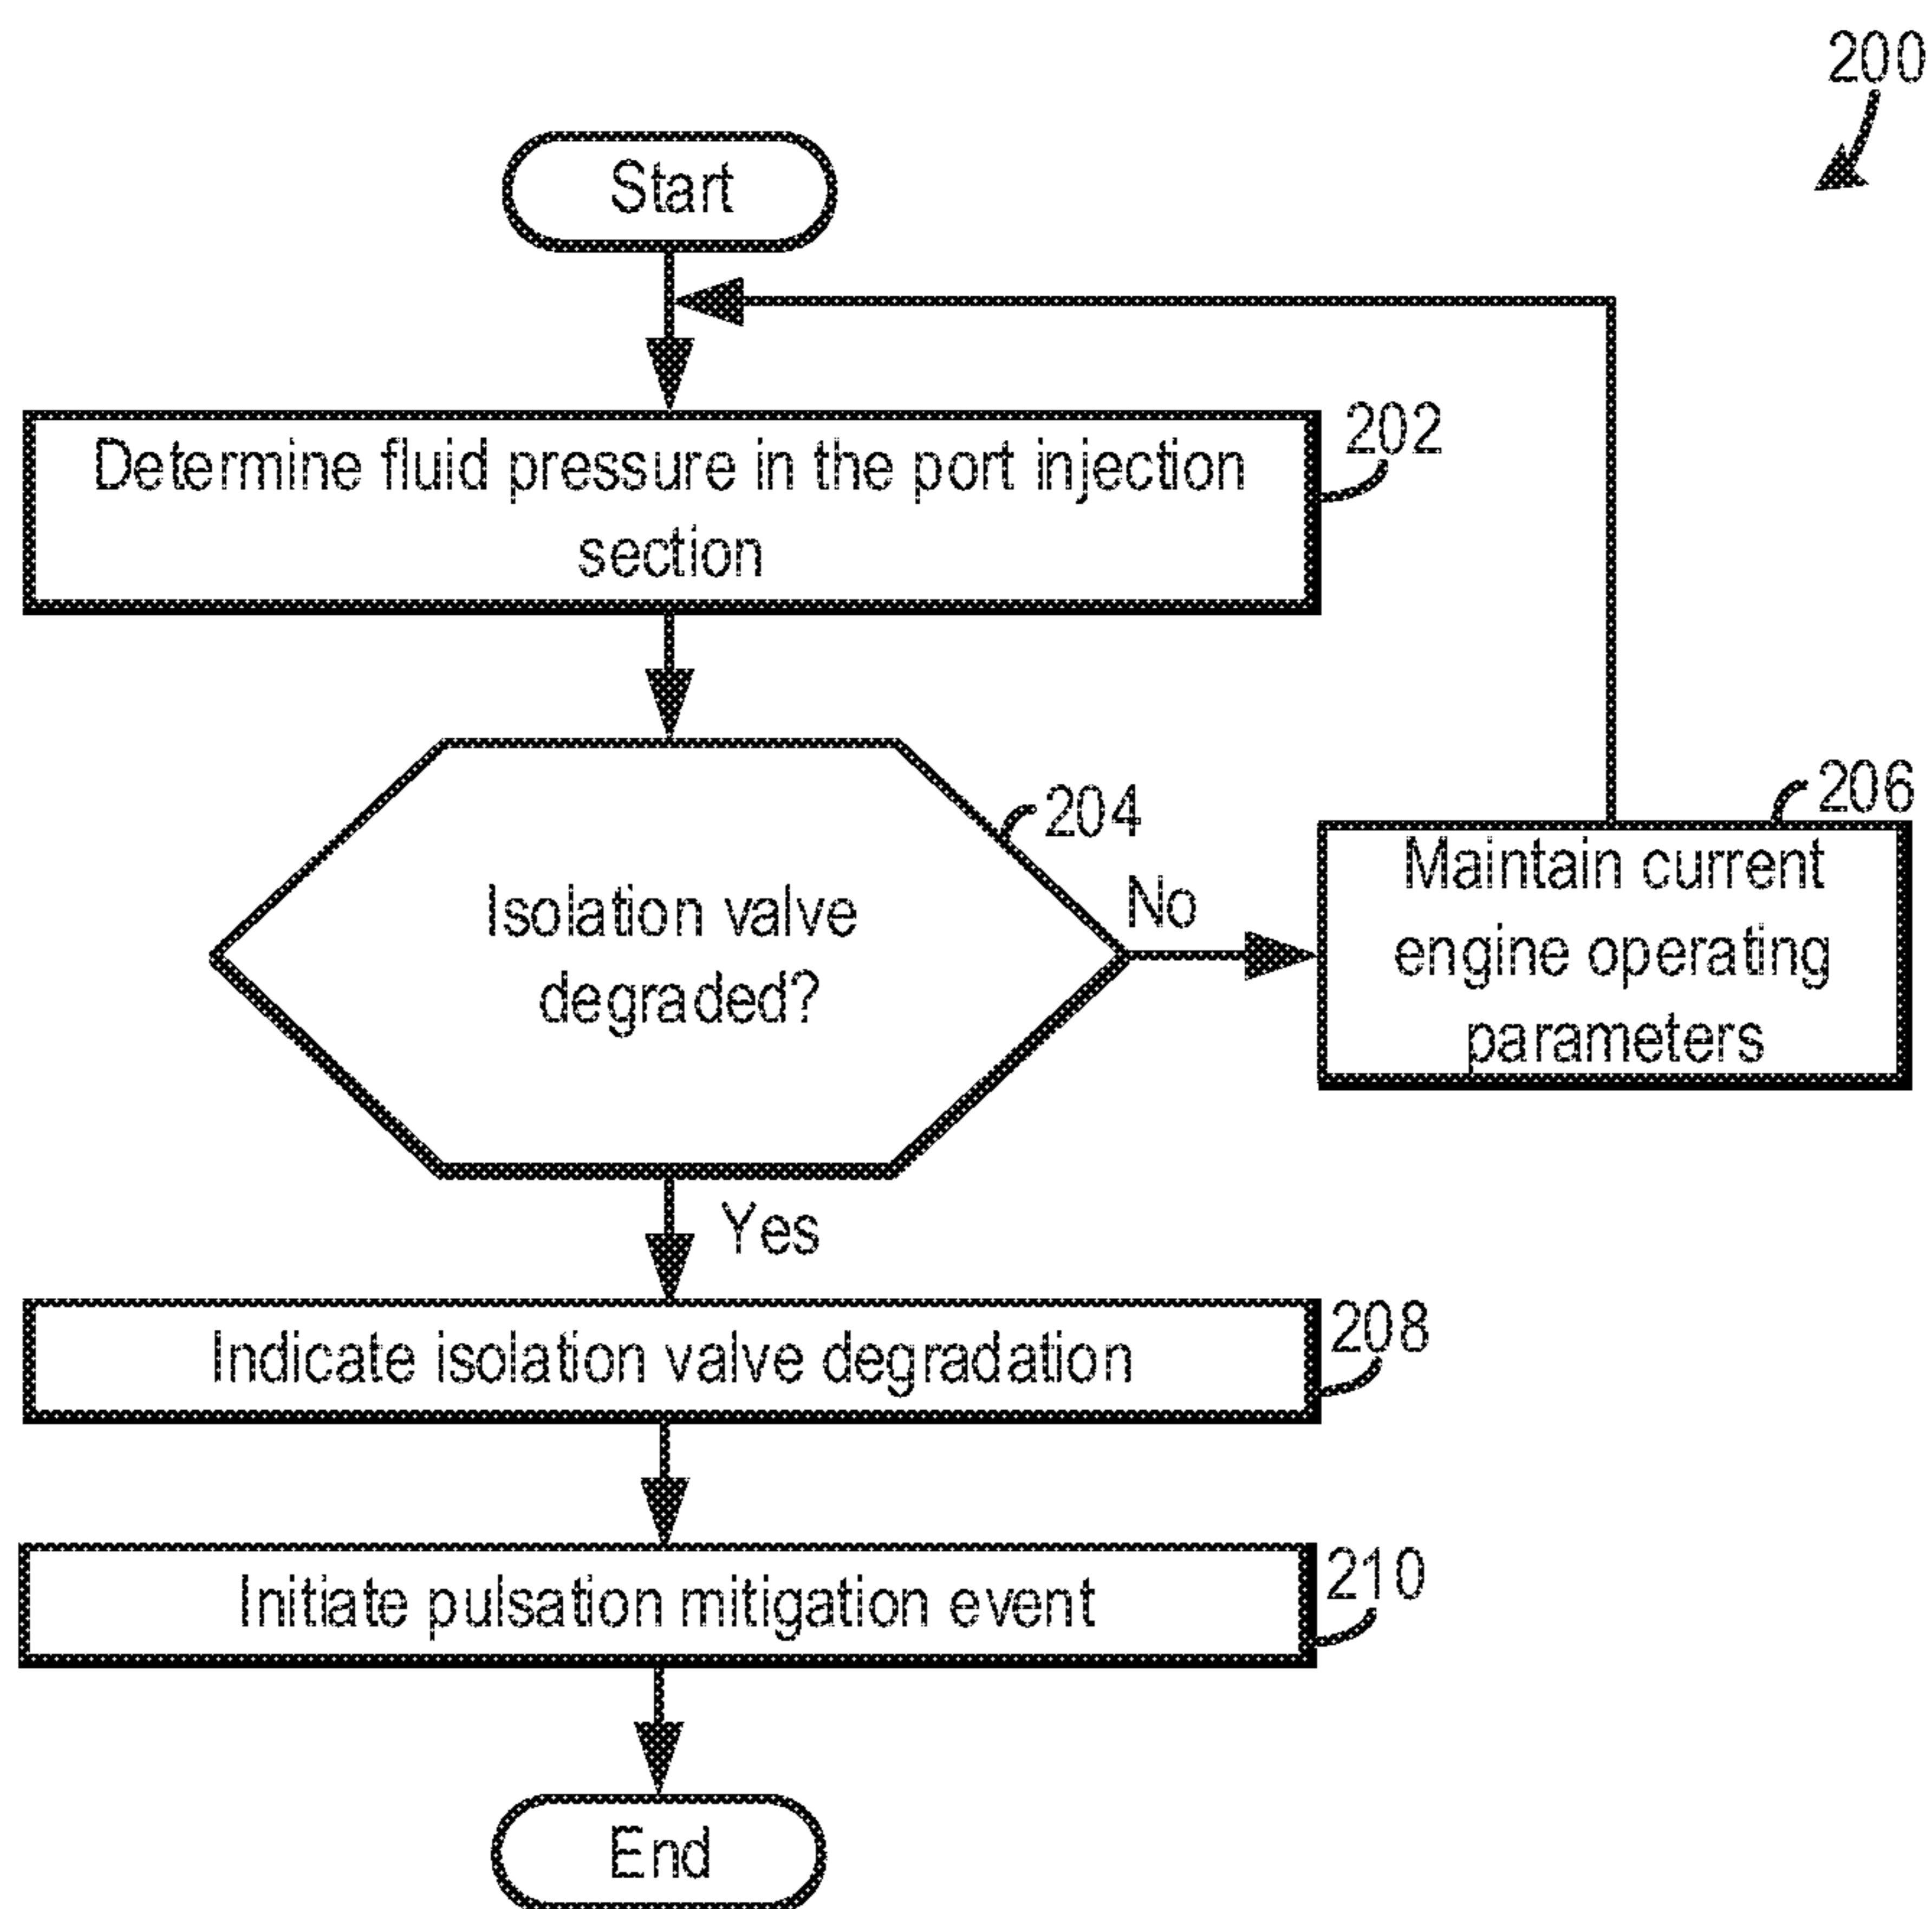 200
Start
Determine fluid pressure in the port injection
section
202
204
Isolation valve
degraded?
No
206
Maintain current
engine operating
parameters
Yes
Indicate isolation valve degradation
208
Initiate pulsation mitigation event
210
End